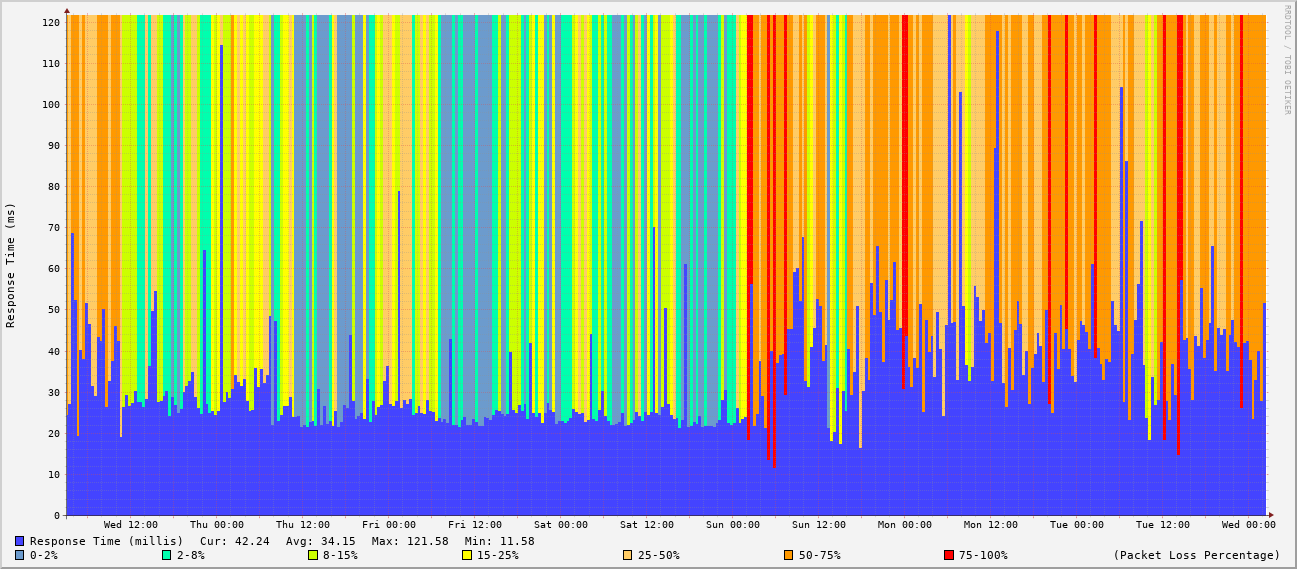 RRDTOOL / TOBI OETIKER
Response Time (ms)
120
110
100
90
80
70
60
50
40
30
20
10
0
Wed 12:00 Thu 00:00 Thu 12:00 Fri 00:00 Fri 12:00 Sat 00:00 Sat 12:00 Sun 00:00 Sun 12:00 Mon 00:00 Mon 12:00 Tue 00:00 Tue 12:00 Wed 00:00
Response Time (millis) Cur: 42.24 Avg: 34.15 Max: 121.58 Min: 11.58
0-2% 2-8% 8-15% 15-25% 25-50% 50-75% 75-100% (Packet Loss Percentage)